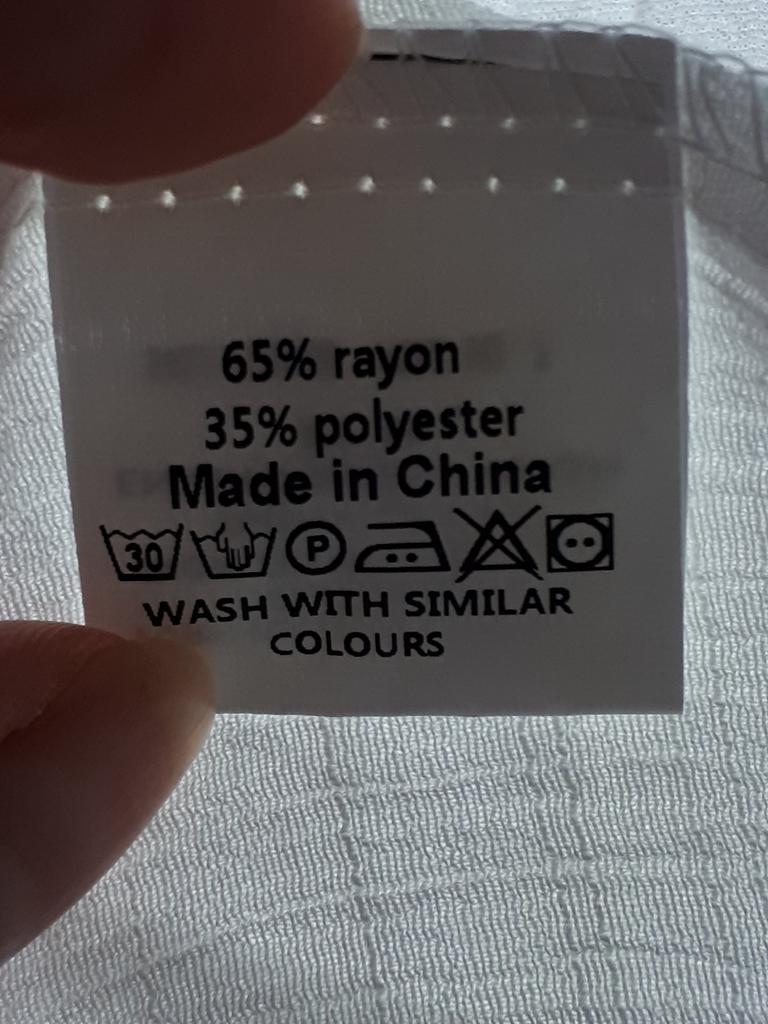 65% rayon
35% polyester
Made in China
30 P
WASH WITH SIMILAR
COLOURS